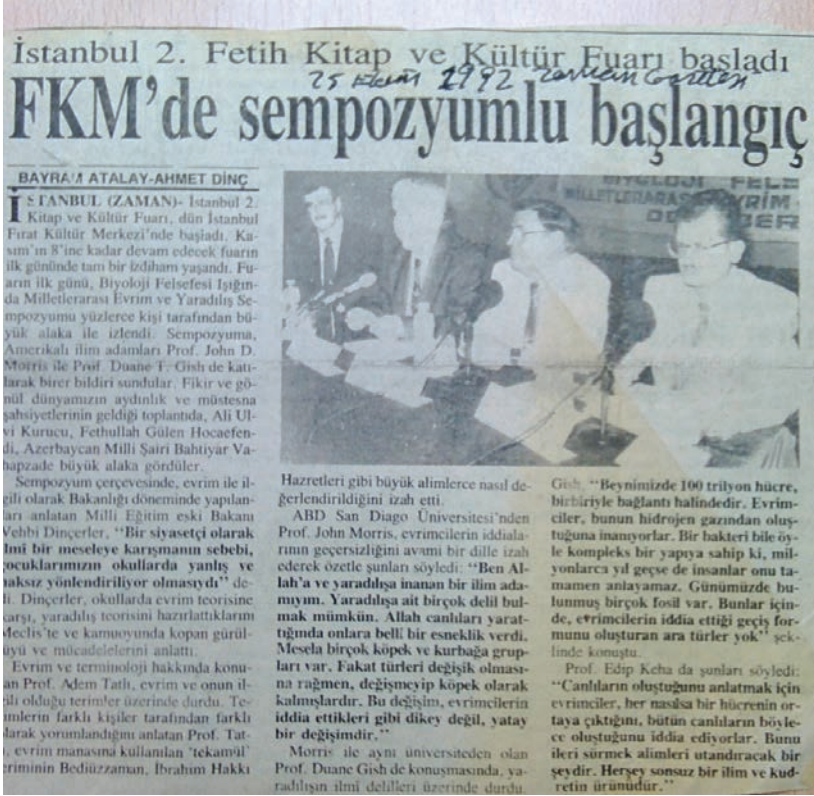 İstanbul 2. Fetih Kitap ve Kültür Fuarı başladı
25 Ekim 1992 Zaman Gazetesi
FKM'de sempozyumlu başlangıç
BAYRAM ATALAY-AHMET DİNÇ
İSTANBUL (ZAMAN)- İstanbul 2.
Kitap ve Kültür Fuarı, dün İstanbul
Fırat Kültür Merkezi'nde başladı. Ka-
sım'ın 8'ine kadar devam edecek fuarın
ilk gününde tam bir izdiham yaşandı. Fu-
arın ilk günü, Biyoloji Felsefesi Işığın-
da Milletlerarası Evrim ve Yaradılış Se-
mpozyumu yüzlerce kişi tarafından bü-
yük alaka ile izlendi. Sempozyuma,
Amerikalı ilim adamları Prof. John D.
Morris ile Prof. Duane T. Gish de katı-
larak birer bildiri sundular. Fikir ve gö-
nül dünyamızın aydınlık ve müstesna
şahsiyetlerinin geldiği toplantıda, Ali Ul-
vi Kurucu, Fethullah Gülen Hocaefen-
di, Azerbaycan Milli Şairi Bahtiyar Va-
hapzade büyük alaka gördüler.
Sempozyum çerçevesinde, evrim ile il-
gili olarak Bakanlığı döneminde yapılan-
ları anlatan Milli Eğitim eski Bakanı
Vehbi Dinçerler, "Bir siyasetçi olarak
ilmi bir meseleye karışmanın sebebi,
çocuklarımızın okullarda yanlış ve
haksız yönlendiriliyor olmasıydı" de-
di. Dinçerler, okullarda evrim teorisine
karşı, yaradılış teorisini hazırlattıklarını
Meclis'te ve kamuoyunda kopan gürül-
üyü ve mücadelelerini anlattı.
Evrim ve terminoloji hakkında konu-
an Prof. Adem Tatlı, evrim ve onun il-
ili olduğu terimler üzerinde durdu. Te-
imlerin farklı kişiler tarafından farklı
larak yorumlandığını anlatan Prof. Tat-
, evrim manasına kullanılan 'tekamül'
eriminin Bediüzzaman, İbrahim Hakkı
BİYOLOJİ FELS
MİLLETLERARASI EVRİM
Hazretleri gibi büyük alimlerce nasıl de-
ğerlendirildiğini izah etti.
ABD San Diago Üniversitesi'nden
Prof. John Morris, evrimcilerin iddiala-
rının geçersizliğini avami bir dille izah
ederek özetle şunları söyledi: "Ben Al-
lah'a ve yaradılışa inanan bir ilim ada-
mıyım. Yaradılışa ait birçok delil bul-
mak mümkün. Allah canlıları yarat-
tığında onlara belli bir esneklik verdi.
Mesela birçok köpek ve kurbağa grup-
ları var. Fakat türleri değişik olması-
na rağmen, değişmeyip köpek olarak
kalmışlardır. Bu değişim, evrimcilerin
iddia ettikleri gibi dikey değil, yatay
bir değişimdir."
Morris ile aynı üniversiteden olan
Prof. Duane Gish de konuşmasında, ya-
radılışın ilmi delilleri üzerinde durdu.
Gish, "Beynimizde 100 trilyon hücre,
birbiriyle bağlantı halindedir. Evrim-
ciler, bunun hidrojen gazından oluş-
tuğuna inanıyorlar. Bir bakteri bile öy-
le kompleks bir yapıya sahip ki, mil-
yonlarca yıl geçse de insanlar onu ta-
mamen anlayamaz. Günümüzde bu-
lunmuş birçok fosil var. Bunlar için-
de, evrimcilerin iddia ettiği geçiş for-
munu oluşturan ara türler yok" şek-
linde konuştu.
Prof. Edip Keha da şunları söyledi:
"Canlıların oluştuğunu anlatmak için
evrimciler, her nasılsa bir hücrenin or-
taya çıktığını, bütün canlıların böyle-
ce oluştuğunu iddia ediyorlar. Bunu
ileri sürmek alimleri utandıracak bir
şeydir. Herşey sonsuz bir ilim ve kud-
retin ürünüdür."